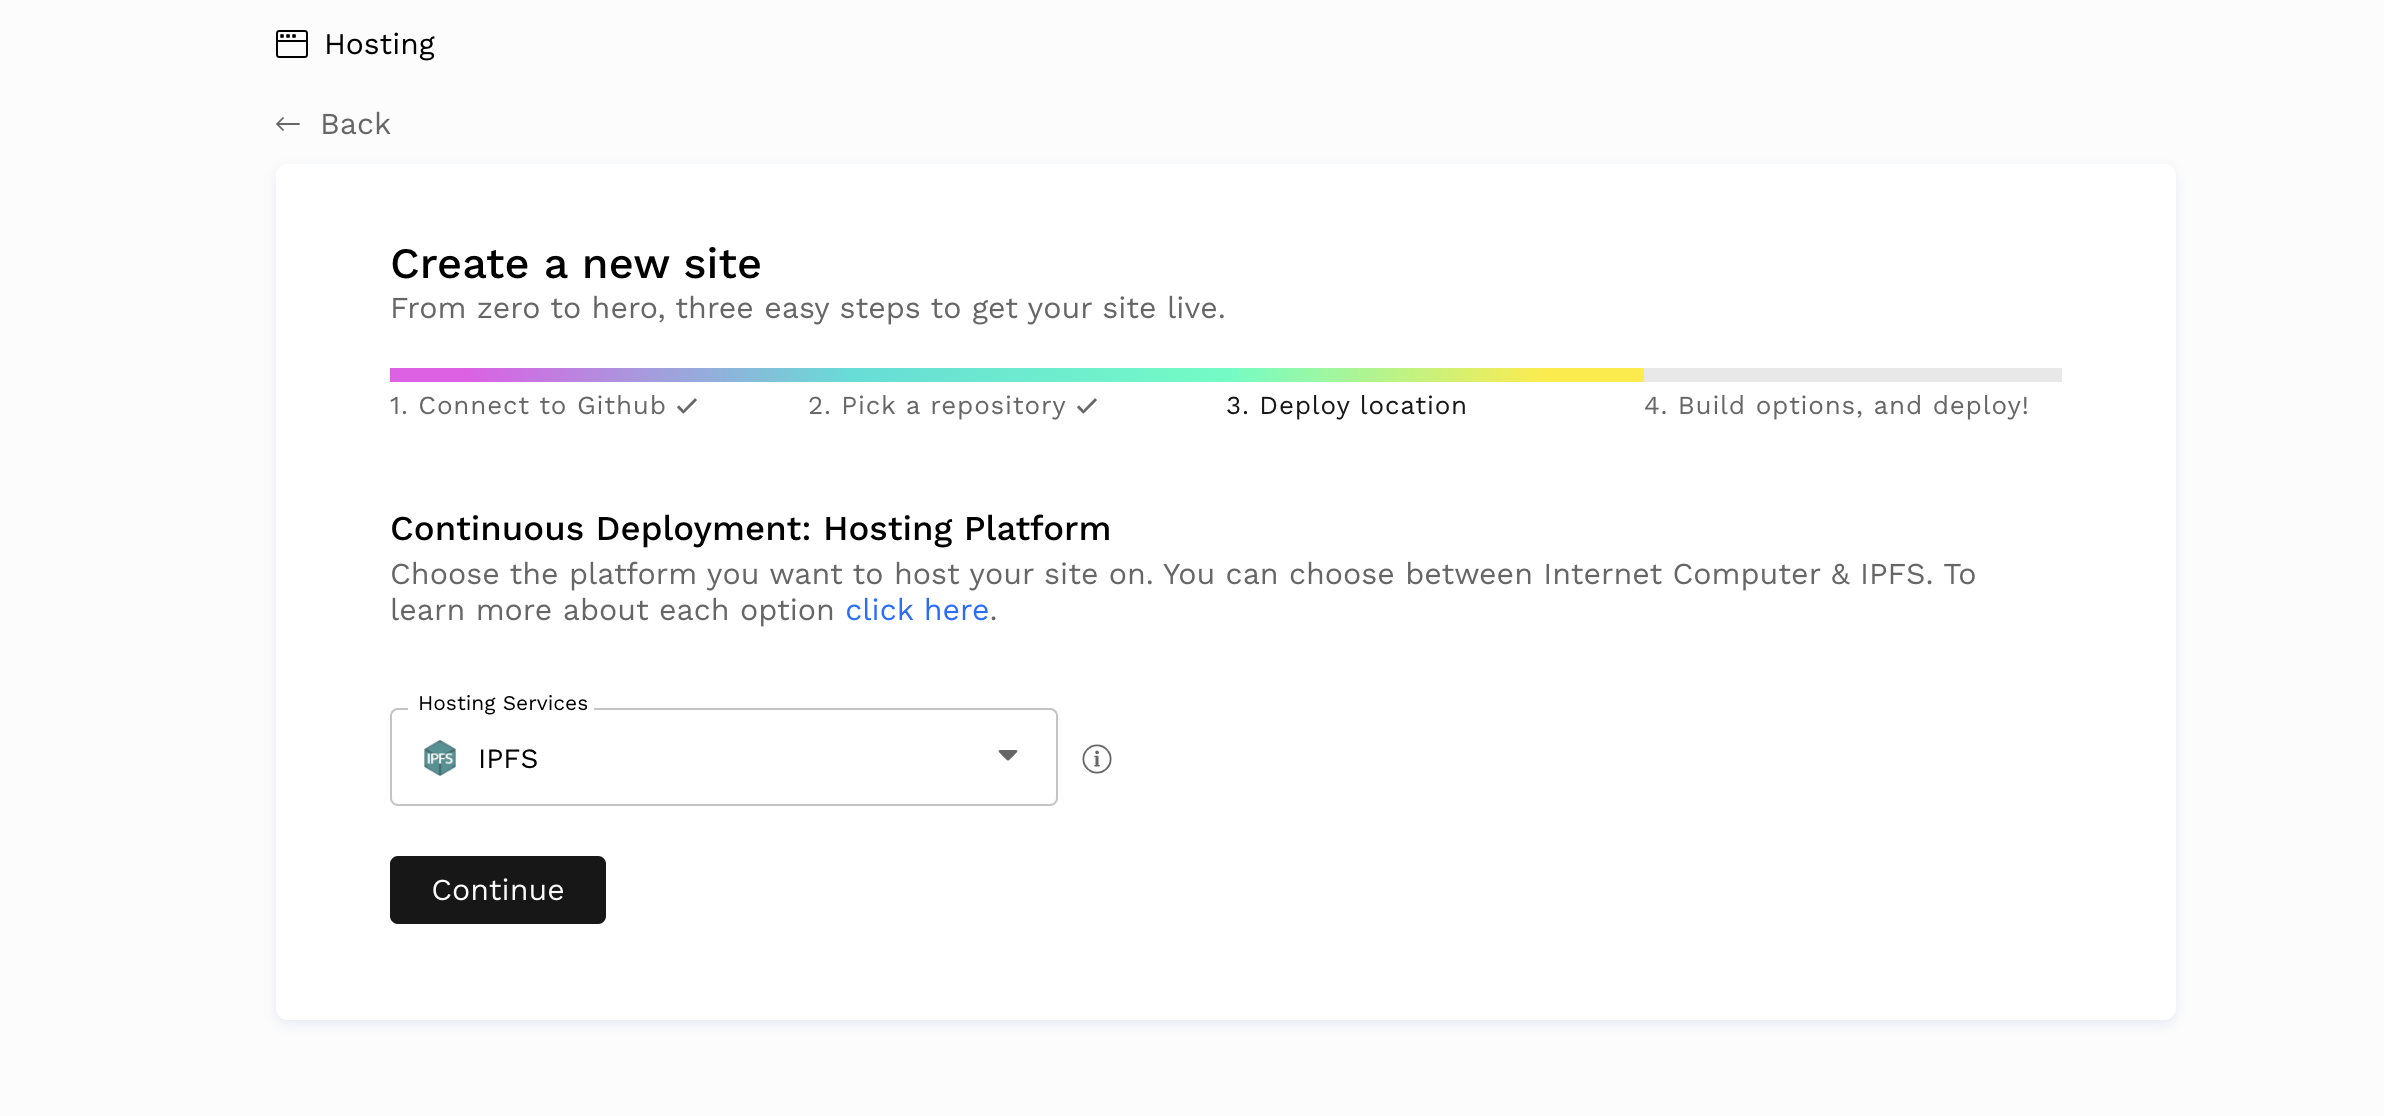 Hosting
← Back
Create a new site
From zero to hero, three easy steps to get your site live.
1. Connect to Github ✓
2. Pick a repository ✓
3. Deploy location
4. Build options, and deploy!
Continuous Deployment: Hosting Platform
Choose the platform you want to host your site on. You can choose between Internet Computer & IPFS. To
learn more about each option click here.
Hosting Services
IPFS IPFS
Continue